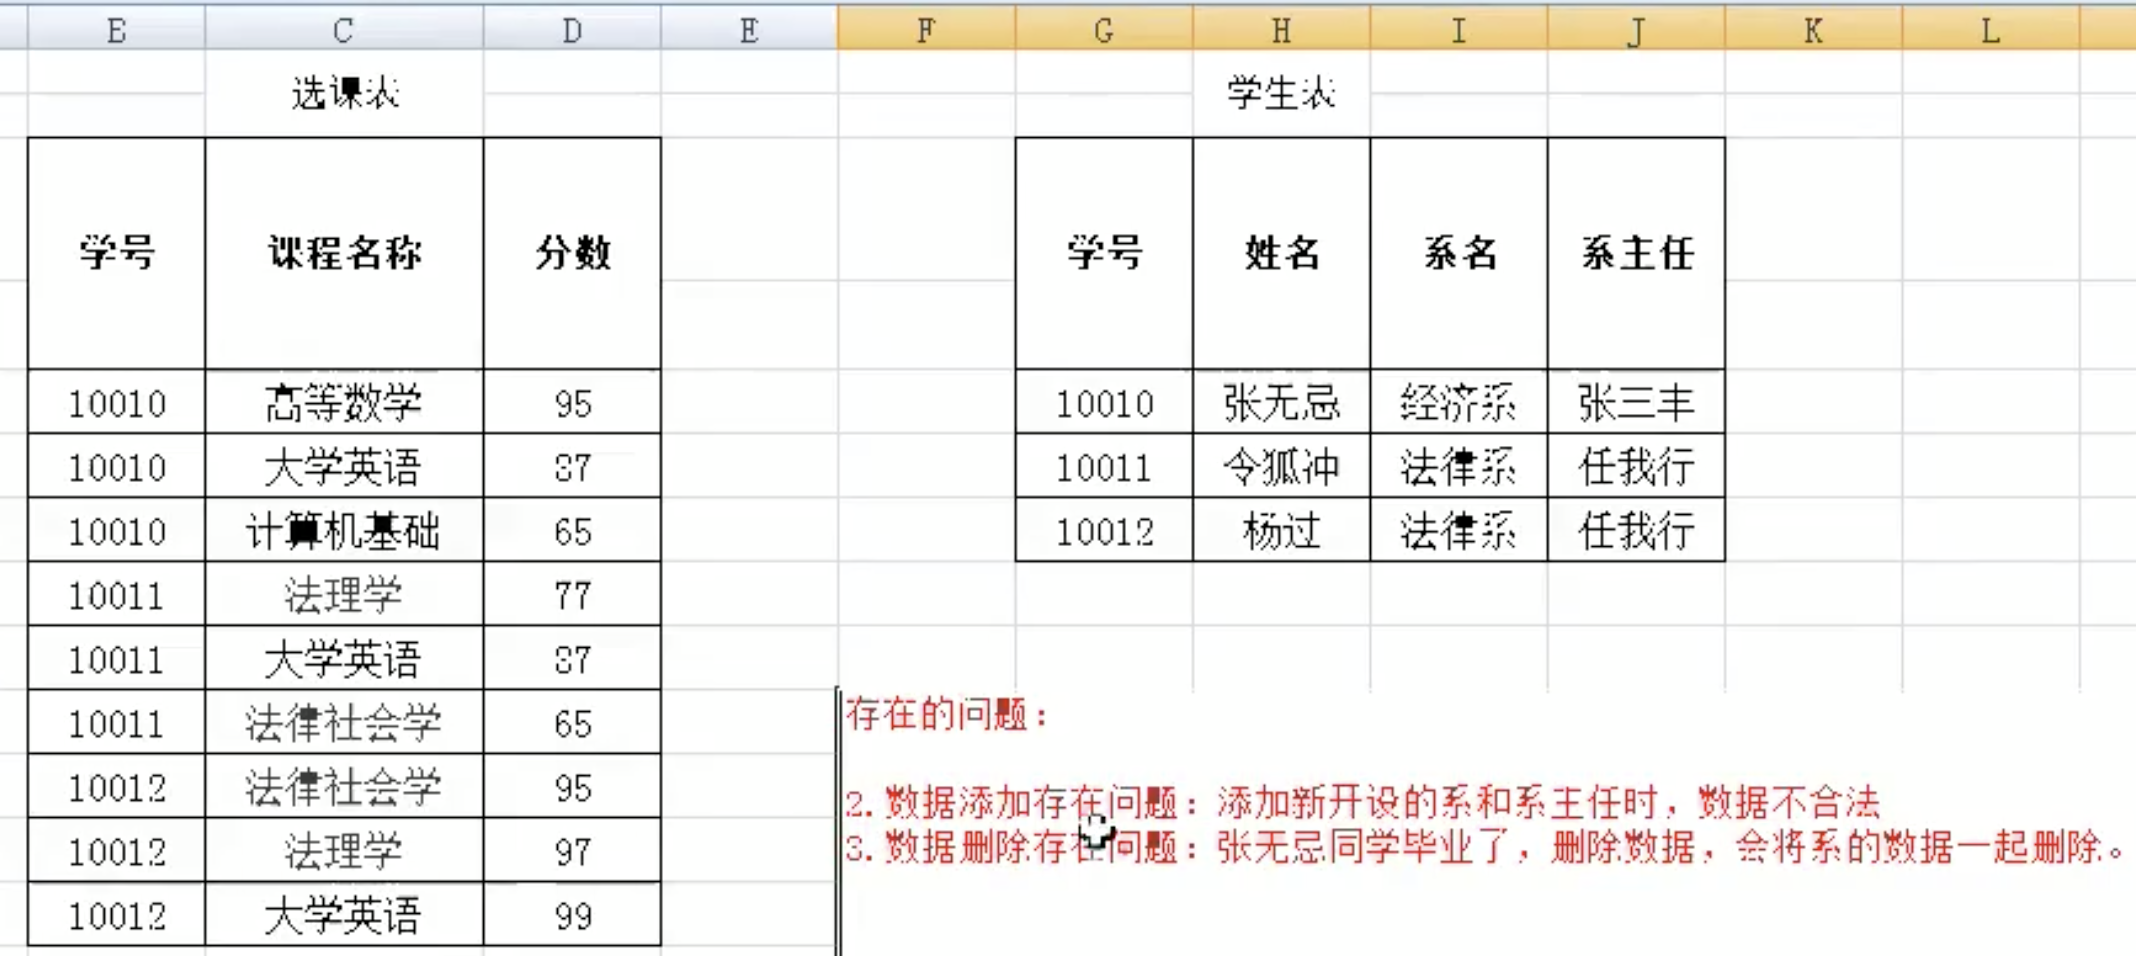 B C D E F G H I J K L
选课表 学生表
学号 课程名称 分数 学号 姓名 系名 系主任
10010 高等数学 95 10010 张无忌 经济系 张三丰
10010 大学英语 87 10011 令狐冲 法律系 任我行
10010 计算机基础 65 10012 杨过 法律系 任我行
10011 法理学 77
10011 大学英语 87
10011 法律社会学 65
10012 法律社会学 95
10012 法理学 97
10012 大学英语 99
存在的问题：
2.数据添加存在问题：添加新开设的系和系主任时，数据不合法
3.数据删除存在问题：张无忌同学毕业了，删除数据，会将系的数据一起删除。